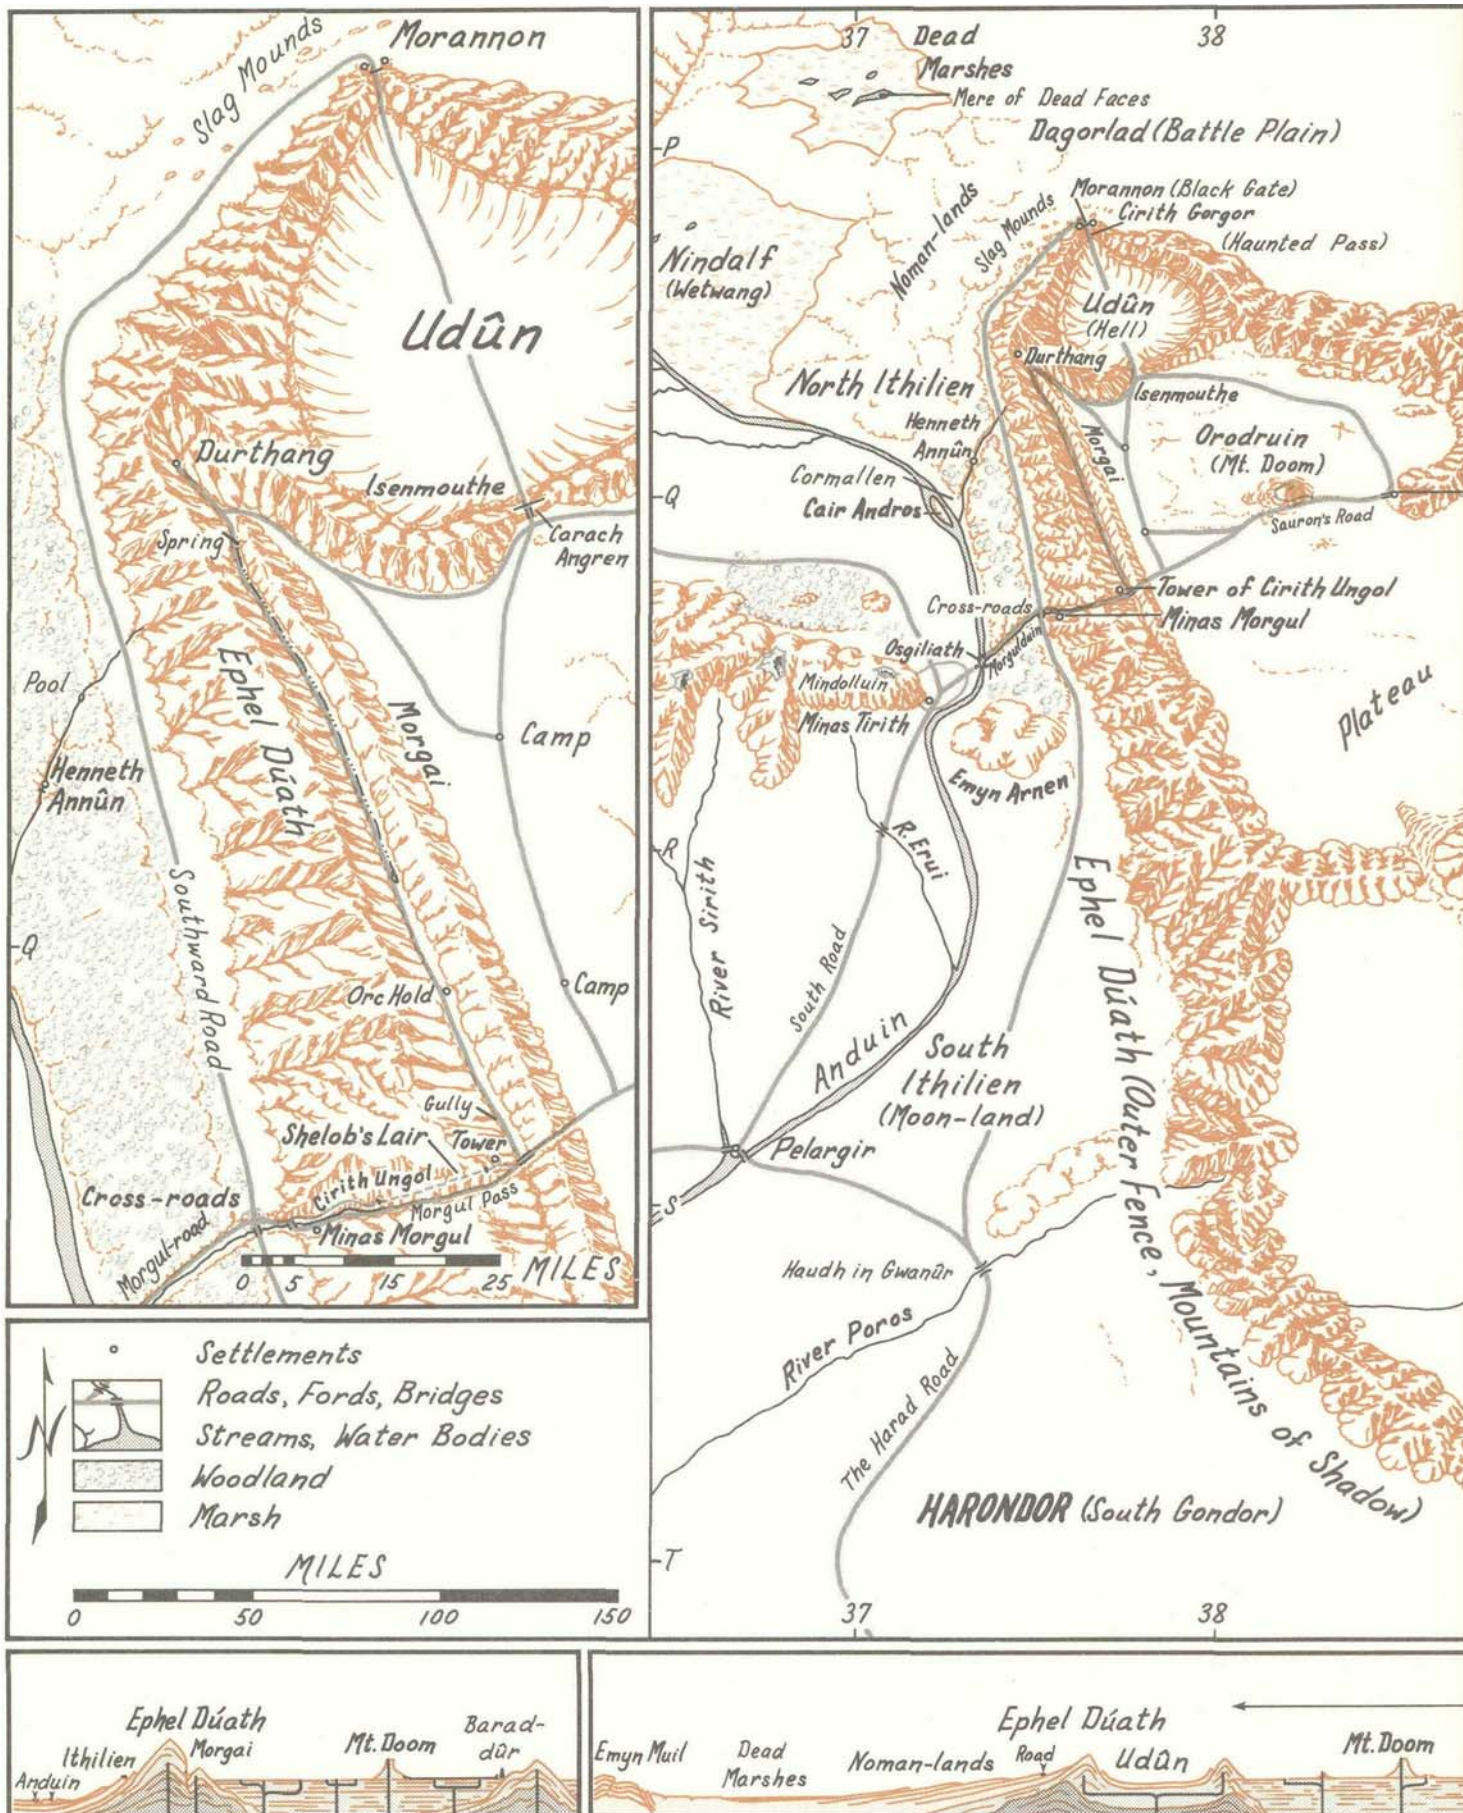 Slag Mounds
Morannon
Udûn
Durthang
Isenmouthe
Carach
Angren
Spring
Ephel Dúath
Morgai
Pool
Camp
Henneth
Annûn
Southward Road
Q
Orc Hold
Camp
Gully
Shelob's Lair
Tower
Cirith Ungol
Morgul Pass
Cross-roads
Morgul-road
Minas Morgul
0 5 15 25 MILES
Settlements
Roads, Fords, Bridges
Streams, Water Bodies
Woodland
Marsh
N
MILES
0 50 100 150
37
38
Dead
Marshes
Mere of Dead Faces
Dagorlad (Battle Plain)
P
Noman-lands
Slag Mounds
Morannon (Black Gate)
Cirith Gorgor
(Haunted Pass)
Nindalf
(Wetwang)
Udûn
(Hell)
Durthang
North Ithilien
Isenmouthe
Henneth
Annûn
Morgai
Orodruin
(Mt. Doom)
Cormallen
Q
Cair Andros
Sauron's Road
Tower of Cirith Ungol
Cross-roads
Minas Morgul
Osgiliath
Morgulduin
Mindolluin
Minas Tirith
Plateau
Emyn Arnen
R
R. Erui
River Sirith
Ephel Dúath (Outer Fence, Mountains of Shadow)
South Road
Anduin
South
Ithilien
(Moon-land)
Pelargir
S
Haudh in Gwanûr
River Poros
The Harad Road
HARONDOR (South Gondor)
T
37
38
Ephel Dúath
Ithilien
Morgai
Mt. Doom
Barad-
dûr
Anduin
Ephel Dúath
Emyn Muil
Dead
Marshes
Noman-lands
Road
Udûn
Mt. Doom